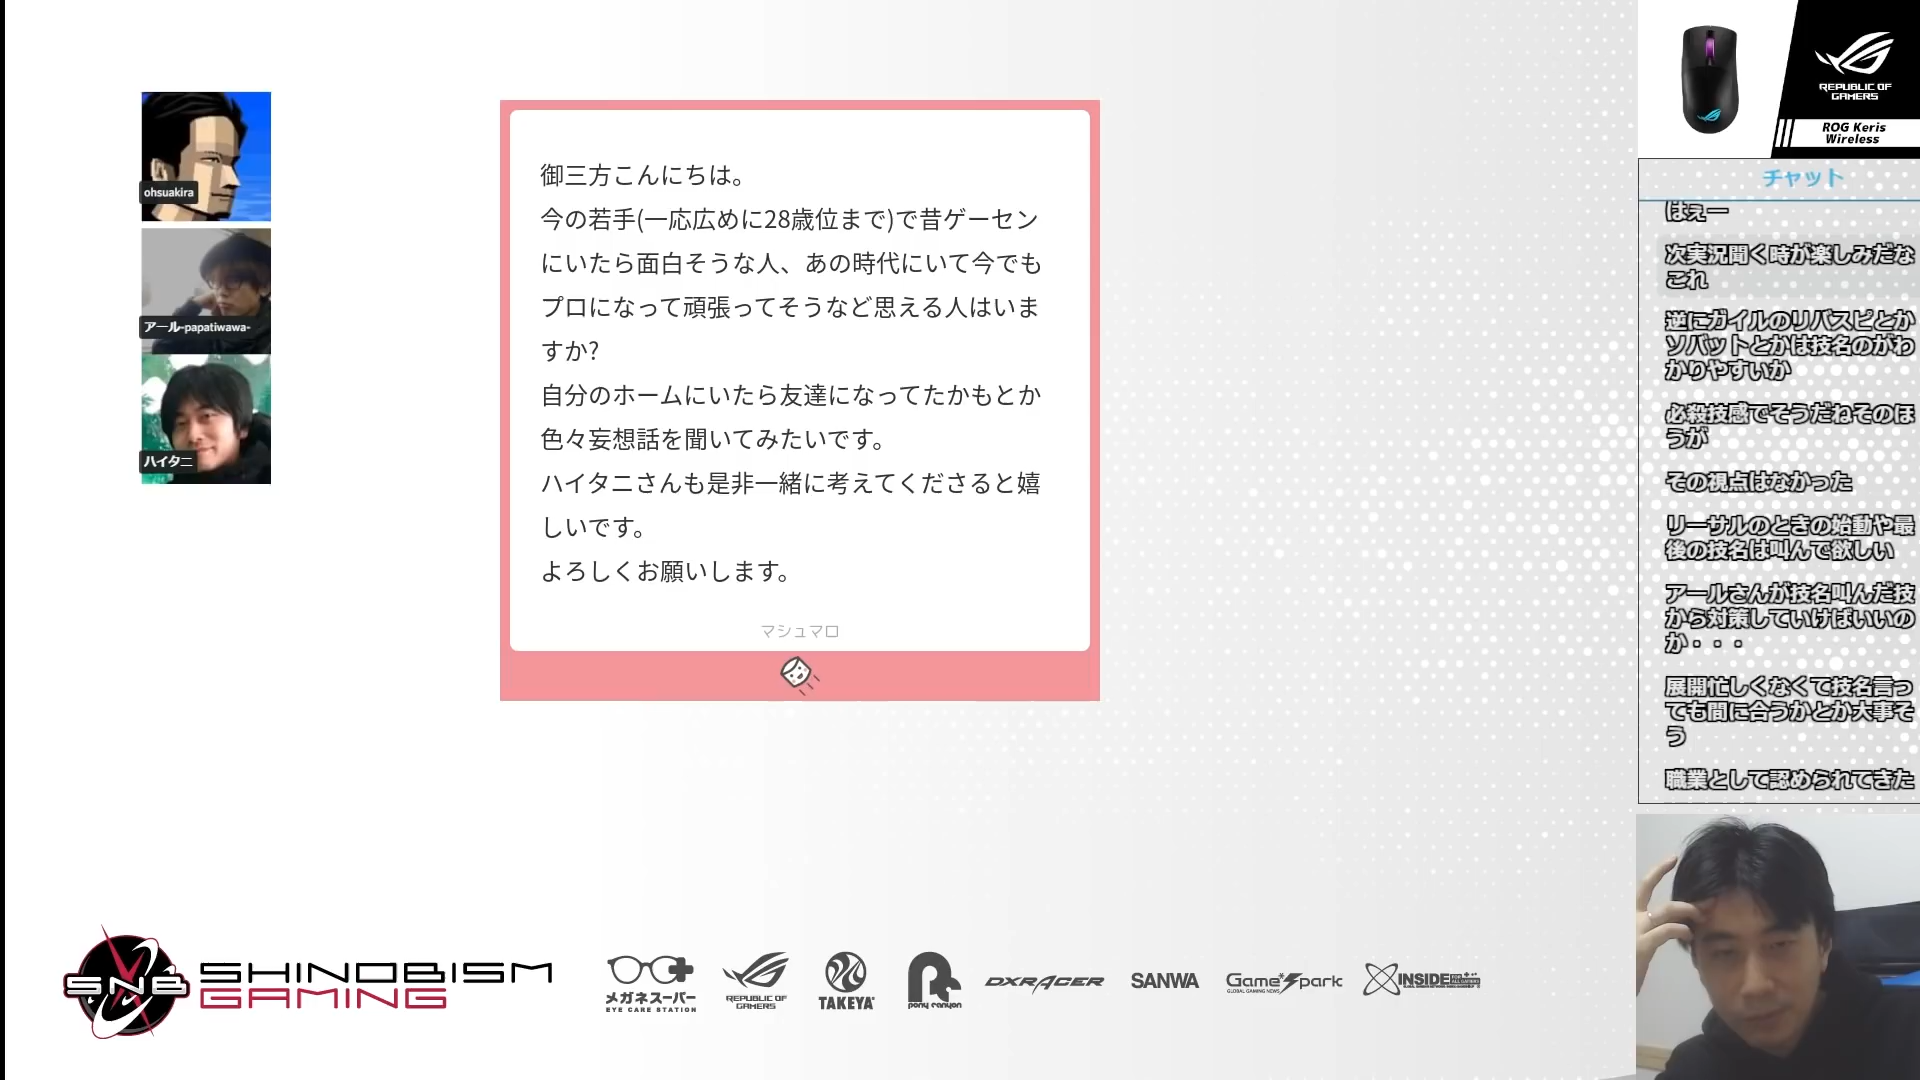 ohsuakira
アール-papatiwawa-
ハイタニ
御三方こんにちは。
今の若手(一応広めに28歳位まで)で昔ゲーセン
にいたら面白そうな人、あの時代にいて今でも
プロになって頑張ってそうなど思える人はいま
すか?
自分のホームにいたら友達になってたかもとか
色々妄想話を聞いてみたいです。
ハイタニさんも是非一緒に考えてくださると嬉
しいです。
よろしくお願いします。
マシュマロ
REPUBLIC OF
GAMERS
ROG Keris
Wireless
チャット
はぇー
次実況聞く時が楽しみだな
これ
逆にガイルのリバスピとか
ソバットとかは技名のがわ
かりやすいか
必殺技感でそうだねそのほ
うが
その視点はなかった
リーサルのときの始動や最
後の技名は叫んで欲しい
アールさんが技名叫んだ技
から対策していけばいいの
か・・・
展開忙しくなくて技名言っ
ても間に合うかとか大事そ
う
職業として認められてきた
SNB
SHINOBISM
GAMING
メガネスーパー
EYE CARE STATION
REPUBLIC OF
GAMERS
TAKEYA
pony canyon
DXRACER
SANWA
Game*Spark
GLOBAL GAMING NEWS
INSIDE